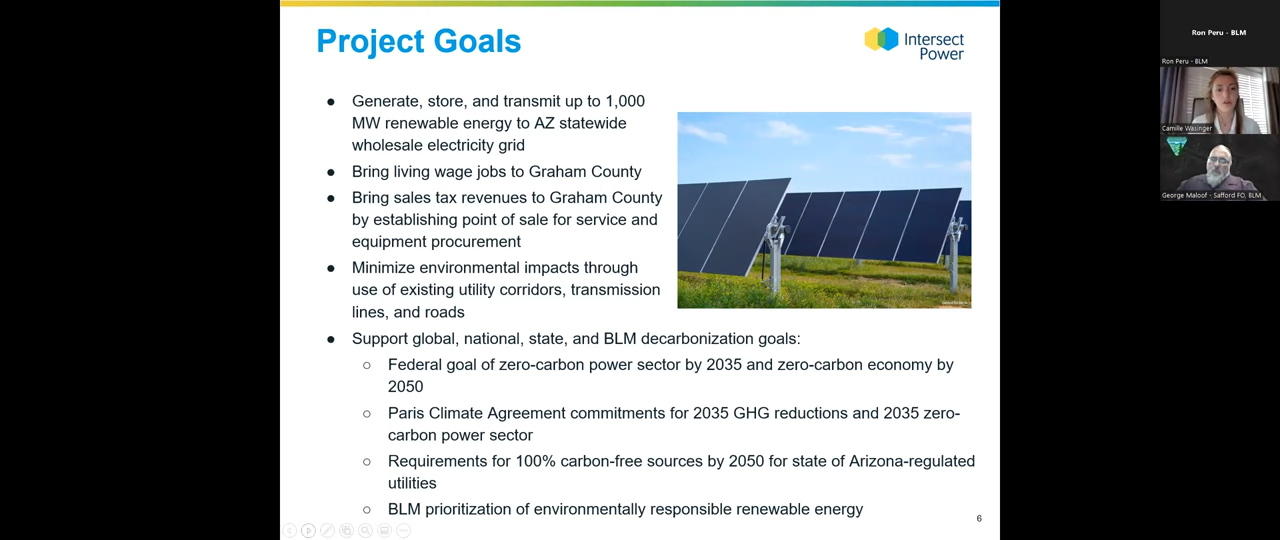 Project Goals
Intersect
Power
● Generate, store, and transmit up to 1,000
MW renewable energy to AZ statewide
wholesale electricity grid
● Bring living wage jobs to Graham County
● Bring sales tax revenues to Graham County
by establishing point of sale for service and
equipment procurement
● Minimize environmental impacts through
use of existing utility corridors, transmission
lines, and roads
● Support global, national, state, and BLM decarbonization goals:
○ Federal goal of zero-carbon power sector by 2035 and zero-carbon economy by
2050
○ Paris Climate Agreement commitments for 2035 GHG reductions and 2035 zero-
carbon power sector
○ Requirements for 100% carbon-free sources by 2050 for state of Arizona-regulated
utilities
○ BLM prioritization of environmentally responsible renewable energy
6
Ron Peru - BLM
Ron Peru - BLM
Camille Wasinger
George Maloof - Safford FO, BLM